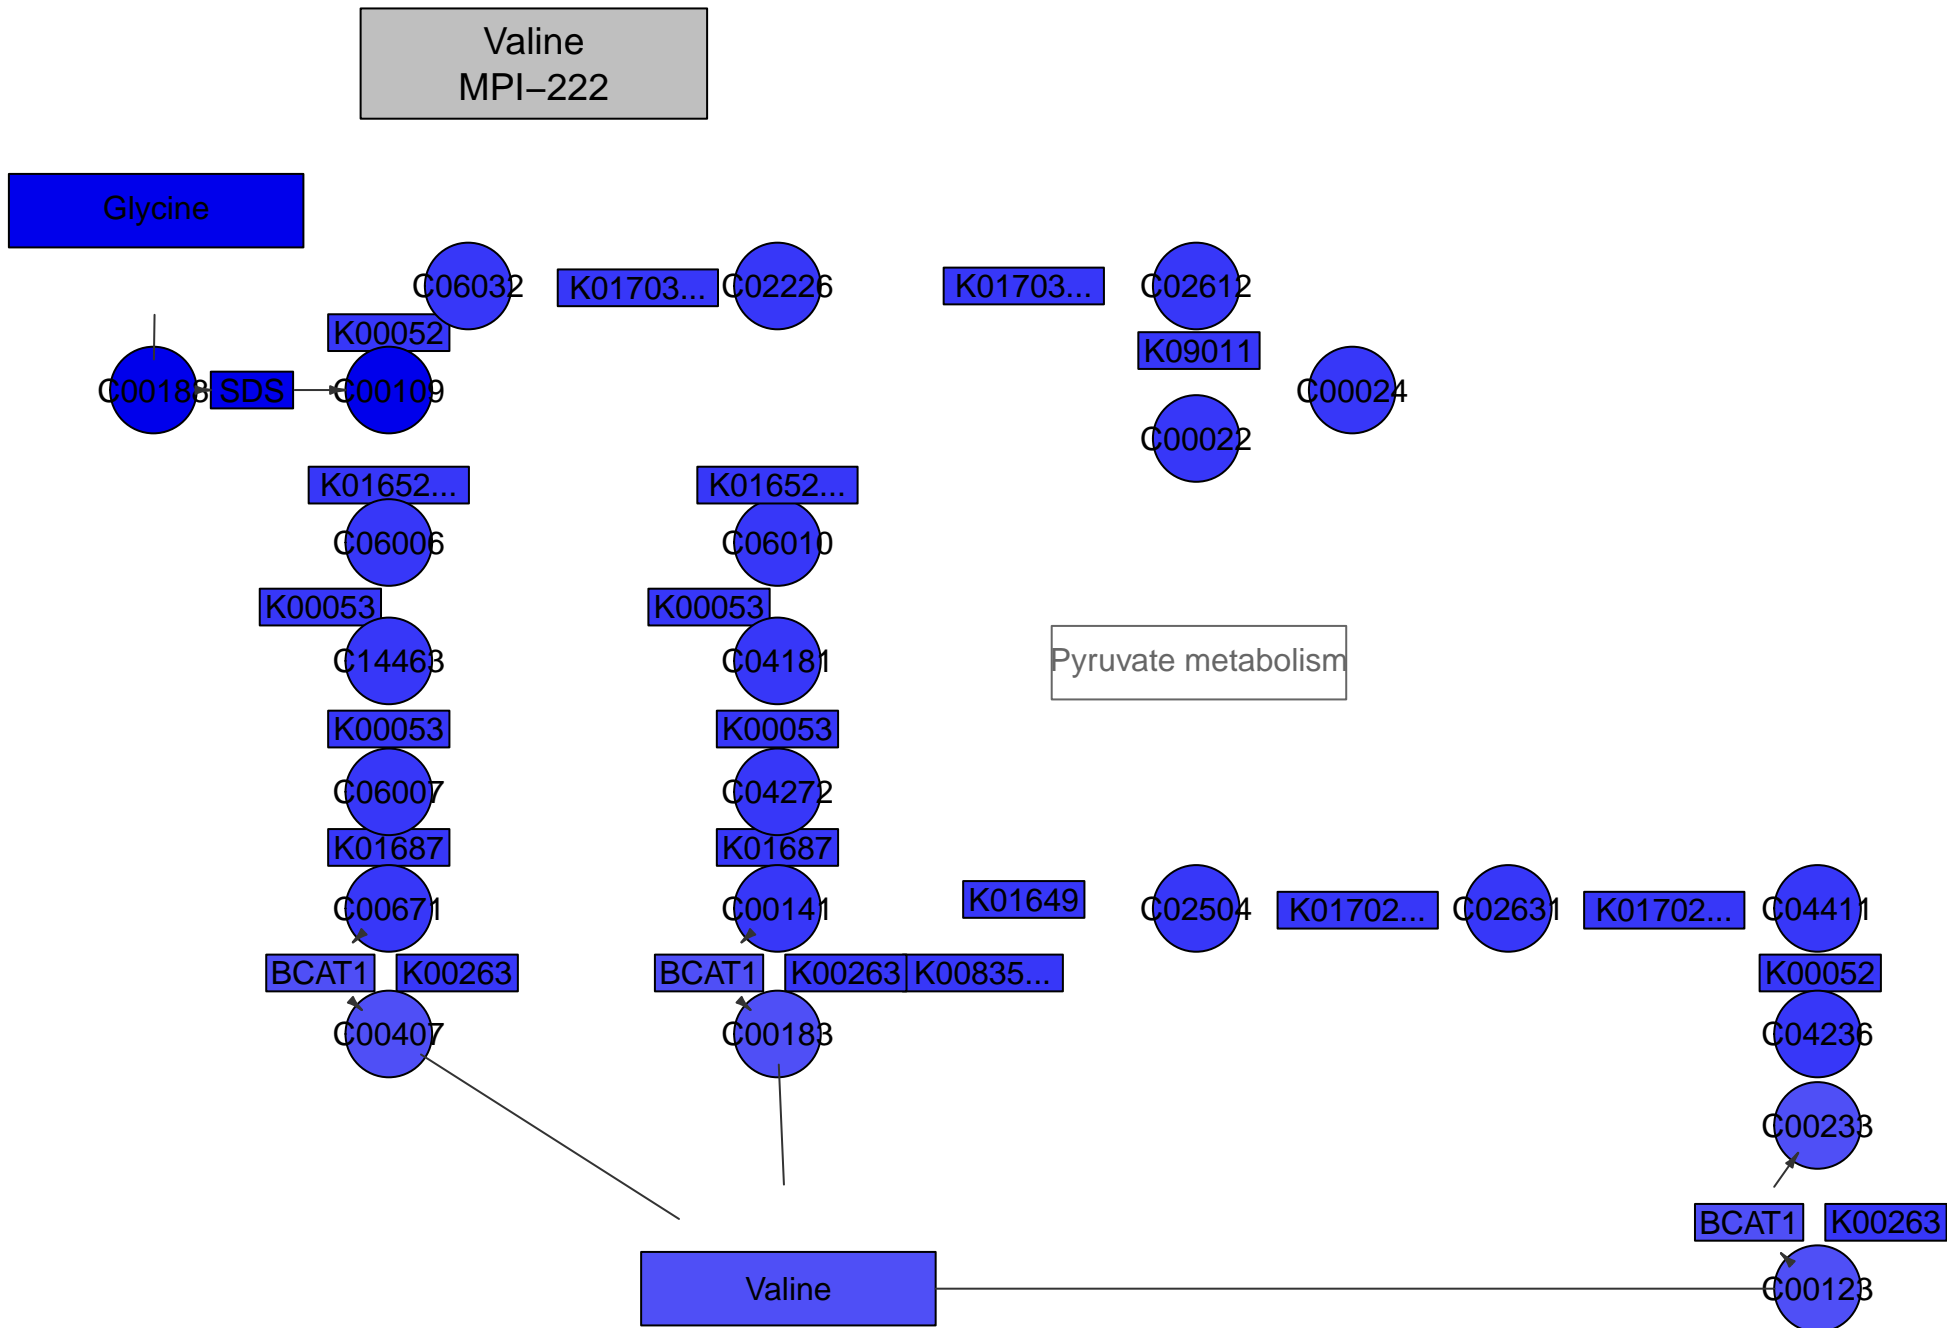 Valine
MPI−222
Glycine
C06032
K01703...
C02226
K01703...
C02612
K00052
K09011
C00188
SDS
C00109
C00024
C00022
K01652...
K01652...
C06006
C06010
K00053
K00053
C14463
C04181
Pyruvate metabolism
K00053
K00053
C06007
C04272
K01687
K01687
C00671
C00141
K01649
C02504
K01702...
C02631
K01702...
C04411
BCAT1
K00263
BCAT1
K00263
K00835...
K00052
C00407
C00183
C04236
C00233
BCAT1
K00263
Valine
C00123